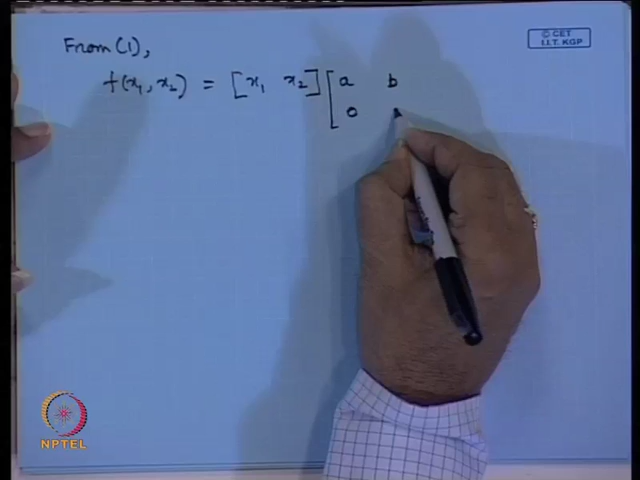 © CET
I.I.T. KGP
From (1),
f(x₁, x₂) = [x₁ x₂] [a b
0
NPTEL